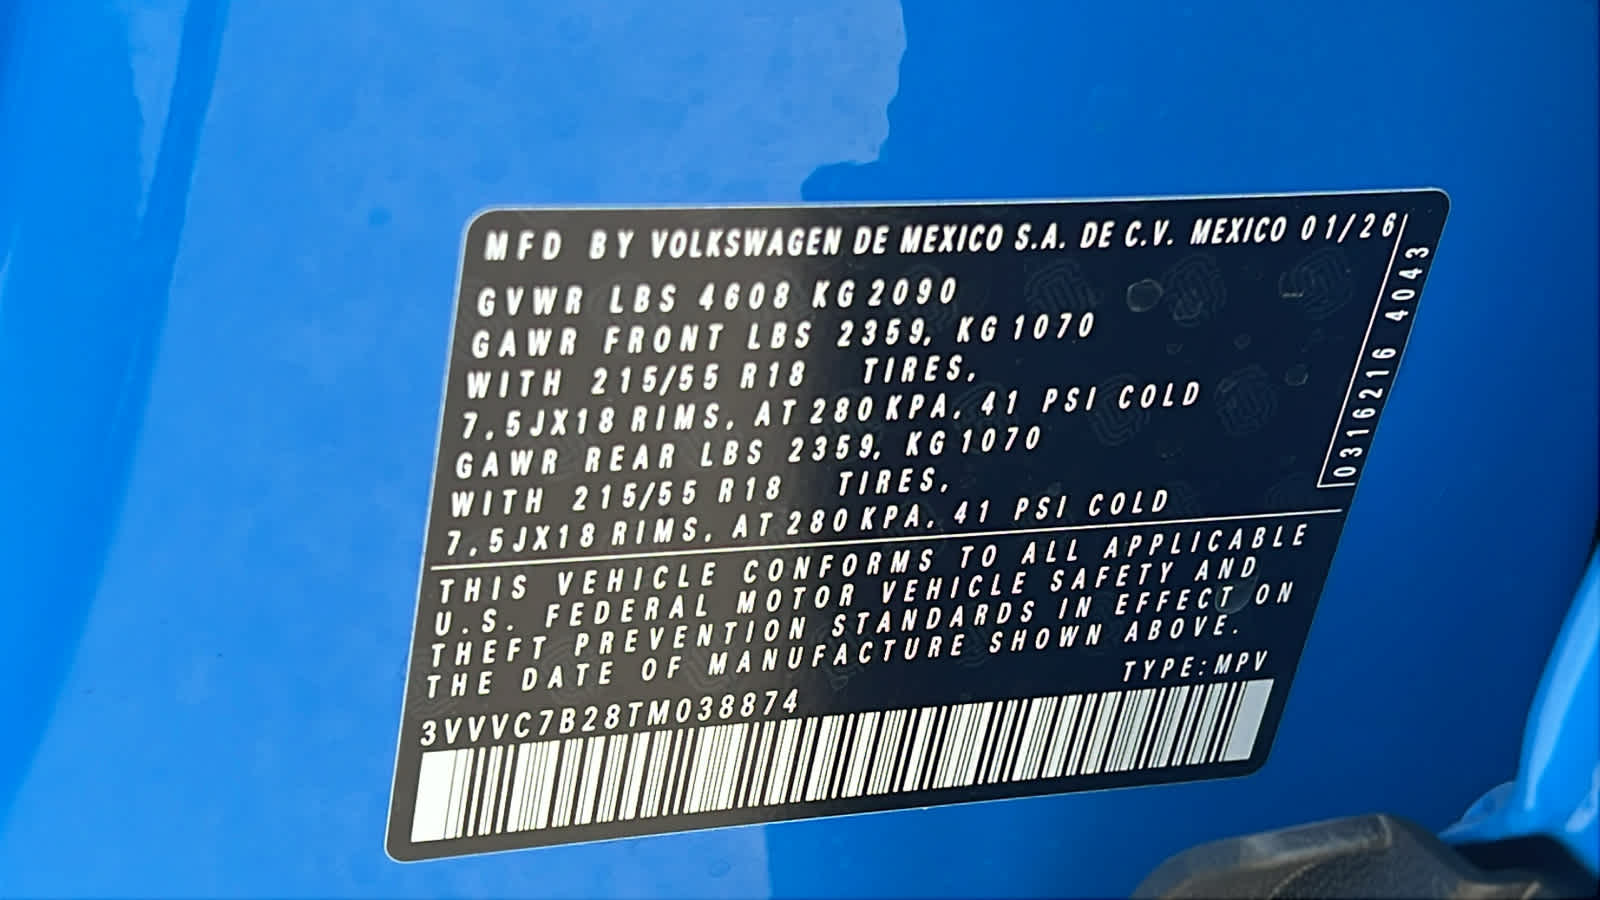 MFD BY VOLKSWAGEN DE MEXICO S.A. DE C.V. MEXICO 01/26
GVWR LBS 4608 KG 2090
GAWR FRONT LBS 2359, KG 1070
WITH 215/55 R18 TIRES,
7.5JX18 RIMS, AT 280 KPA, 41 PSI COLD
GAWR REAR LBS 2359, KG 1070
WITH 215/55 R18 TIRES,
7.5JX18 RIMS, AT 280 KPA, 41 PSI COLD
0316216 4043
THIS VEHICLE CONFORMS TO ALL APPLICABLE
U.S. FEDERAL MOTOR VEHICLE SAFETY AND
THEFT PREVENTION STANDARDS IN EFFECT ON
THE DATE OF MANUFACTURE SHOWN ABOVE.
TYPE:MPV
3VVVC7B28TM038874